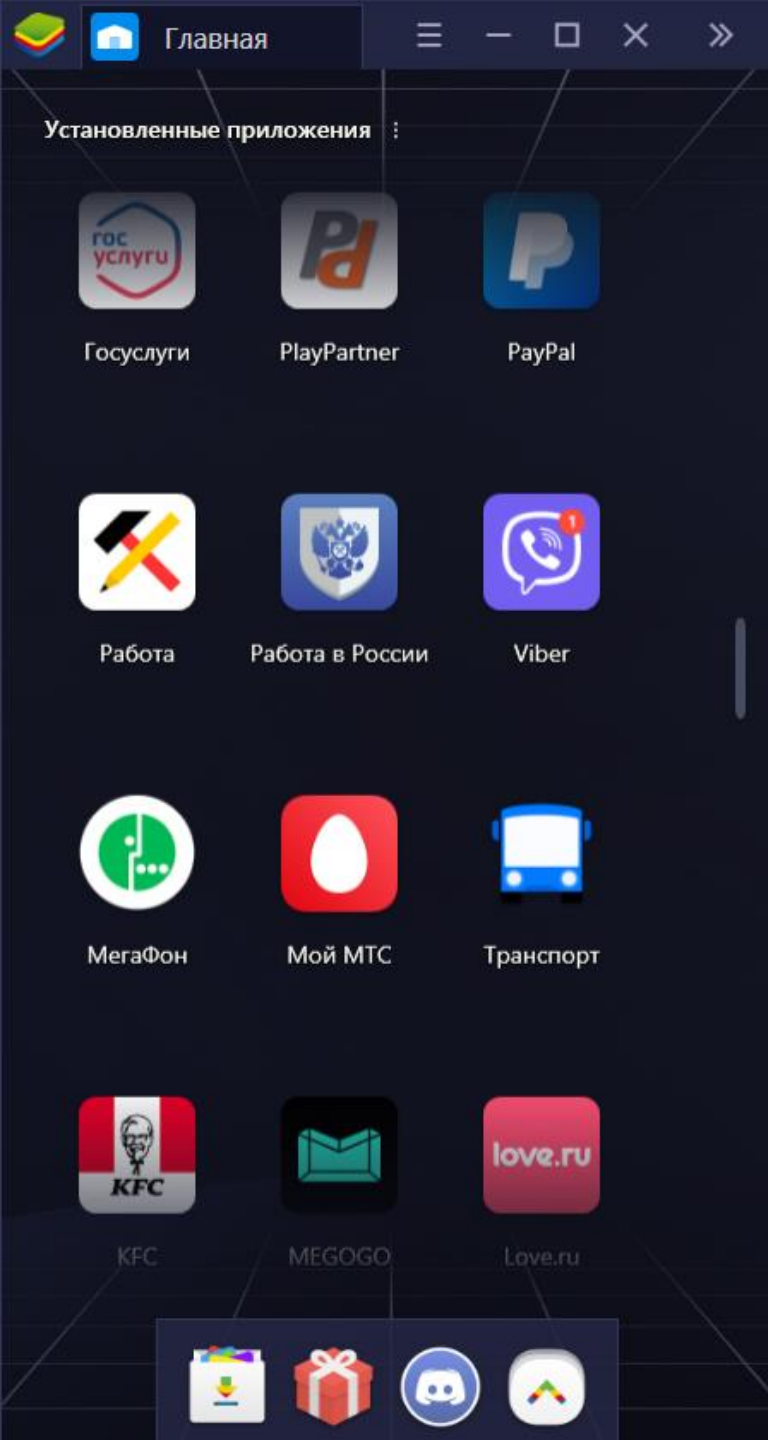 Главная
Установленные приложения
гос
услуги
Госуслуги
PlayPartner
PayPal
1
Работа
Работа в России
Viber
МегаФон
Мой МТС
Транспорт
KFC
love.ru
KFC
MEGOGO
Love.ru